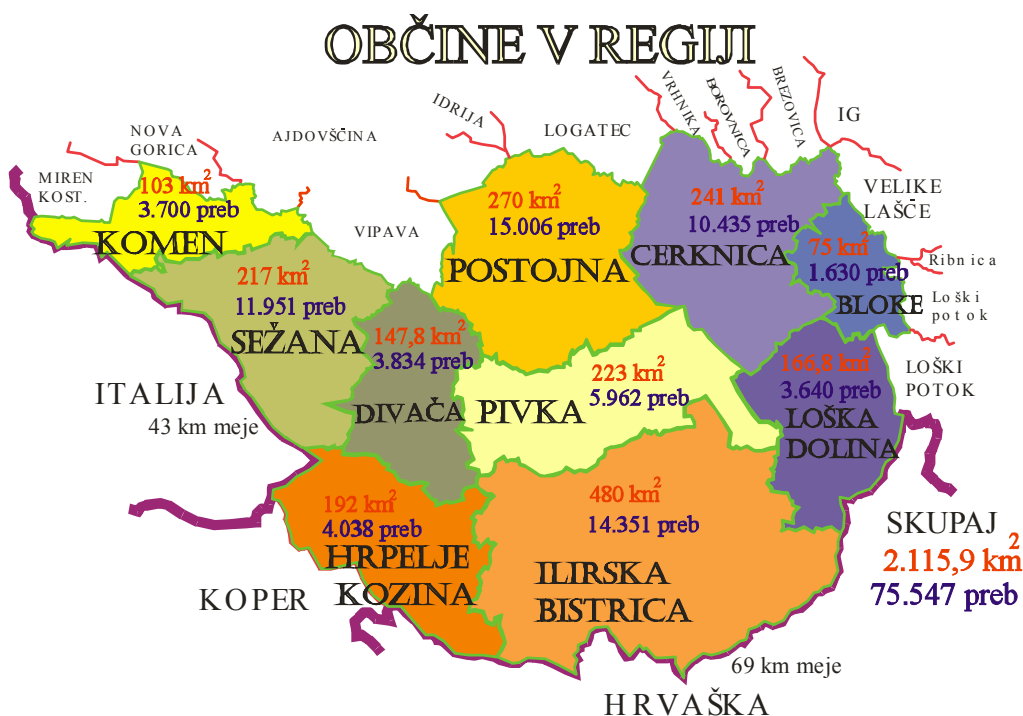 OBČINE V REGIJI
NOVA
GORICA
AJDOVŠČINA
IDRIJA
LOGATEC
VRHNIKA
BOROVNICA
BREZOVICA
IG
MIREN
KOST.
VELIKE
LAŠČE
VIPAVA
Ribnica
Loški
potok
LOŠKI
POTOK
103 km²
3.700 preb
KOMEN
217 km²
11.951 preb
SEŽANA
147,8 km²
3.834 preb
DIVAČA
270 km²
15.006 preb
POSTOJNA
241 km²
10.435 preb
CERKNICA
75 km²
1.630 preb
BLOKE
223 km²
5.962 preb
PIVKA
166,8 km²
3.640 preb
LOŠKA
DOLINA
ITALIJA
43 km meje
192 km²
4.038 preb
HRPELJE
KOZINA
480 km²
14.351 preb
ILIRSKA
BISTRICA
KOPER
SKUPAJ
2.115,9 km²
75.547 preb
69 km meje
HRVAŠKA